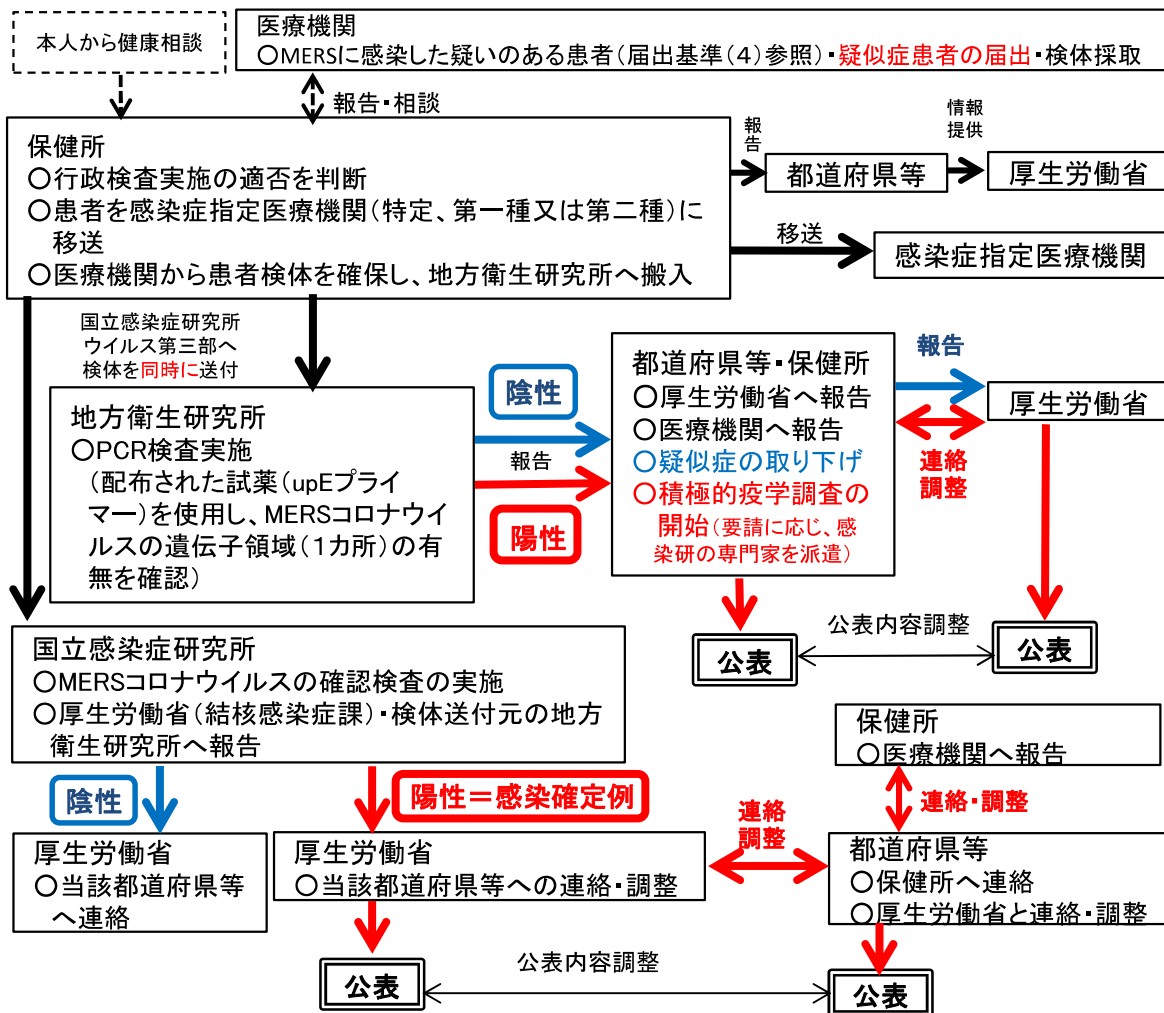 本人から健康相談
医療機関
○MERSに感染した疑いのある患者(届出基準(4)参照)・疑似症患者の届出・検体採取
報告・相談
保健所
○行政検査実施の適否を判断
○患者を感染症指定医療機関(特定、第一種又は第二種)に
移送
○医療機関から患者検体を確保し、地方衛生研究所へ搬入
報告
都道府県等
情報
提供
厚生労働省
移送
感染症指定医療機関
国立感染症研究所
ウイルス第三部へ
検体を同時に送付
地方衛生研究所
○PCR検査実施
(配布された試薬(upEプライ
マー)を使用し、MERSコロナウイ
ルスの遺伝子領域(1カ所)の有
無を確認)
陰性
報告
陽性
都道府県等・保健所
○厚生労働省へ報告
○医療機関へ報告
○疑似症の取り下げ
○積極的疫学調査の
開始(要請に応じ、感
染研の専門家を派遣)
報告
連絡
調整
厚生労働省
公表
公表内容調整
公表
国立感染症研究所
○MERSコロナウイルスの確認検査の実施
○厚生労働省(結核感染症課)・検体送付元の地方
衛生研究所へ報告
陰性
陽性=感染確定例
厚生労働省
○当該都道府県等
へ連絡
厚生労働省
○当該都道府県等への連絡・調整
連絡
調整
保健所
○医療機関へ報告
連絡・調整
都道府県等
○保健所へ連絡
○厚生労働省と連絡・調整
公表
公表内容調整
公表